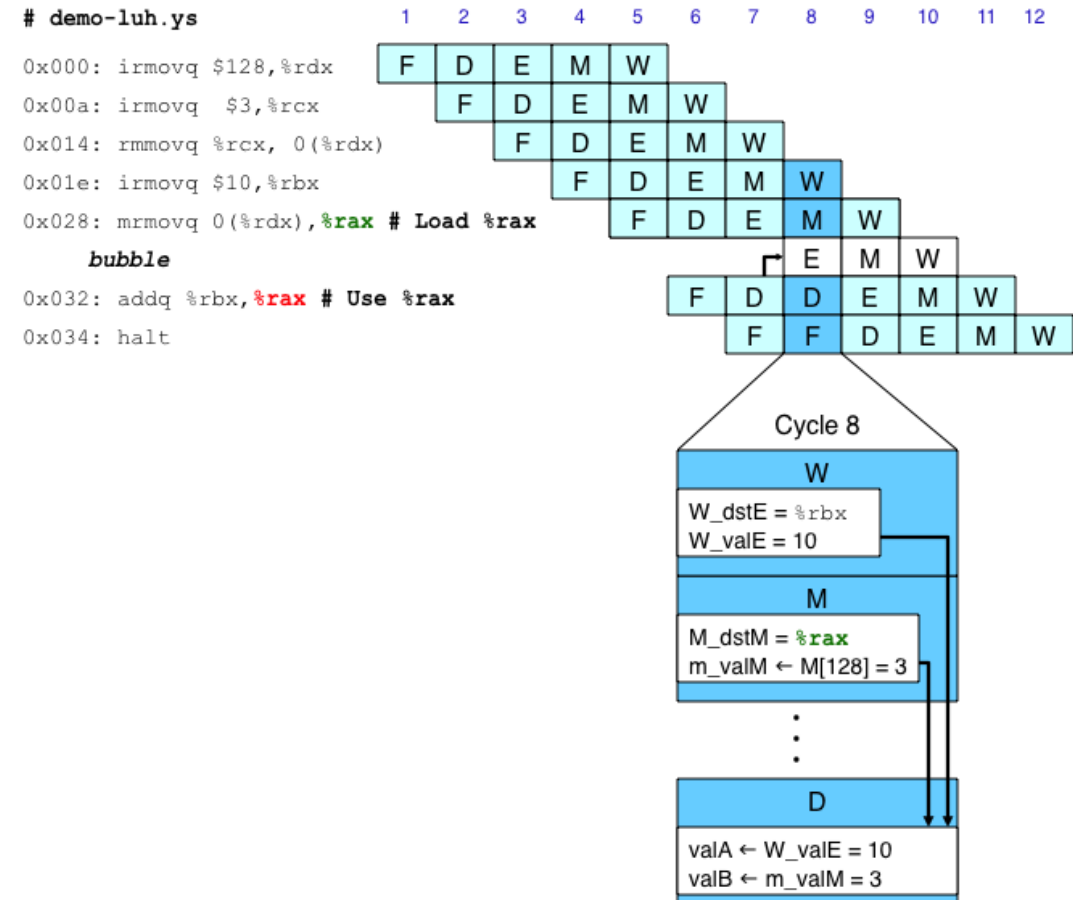 # demo-luh.ys 1 2 3 4 5 6 7 8 9 10 11 12
0x000: irmovq $128,%rdx F D E M W
0x00a: irmovq $3,%rcx F D E M W
0x014: rmmovq %rcx, 0(%rdx) F D E M W
0x01e: irmovq $10,%rbx F D E M W
0x028: mrmovq 0(%rdx),%rax # Load %rax F D E M W
bubble E M W
0x032: addq %rbx,%rax # Use %rax F D D E M W
0x034: halt F F D E M W
Cycle 8
W
W_dstE = %rbx
W_valE = 10
M
M_dstM = %rax
m_valM ← M[128] = 3
D
valA ← W_valE = 10
valB ← m_valM = 3